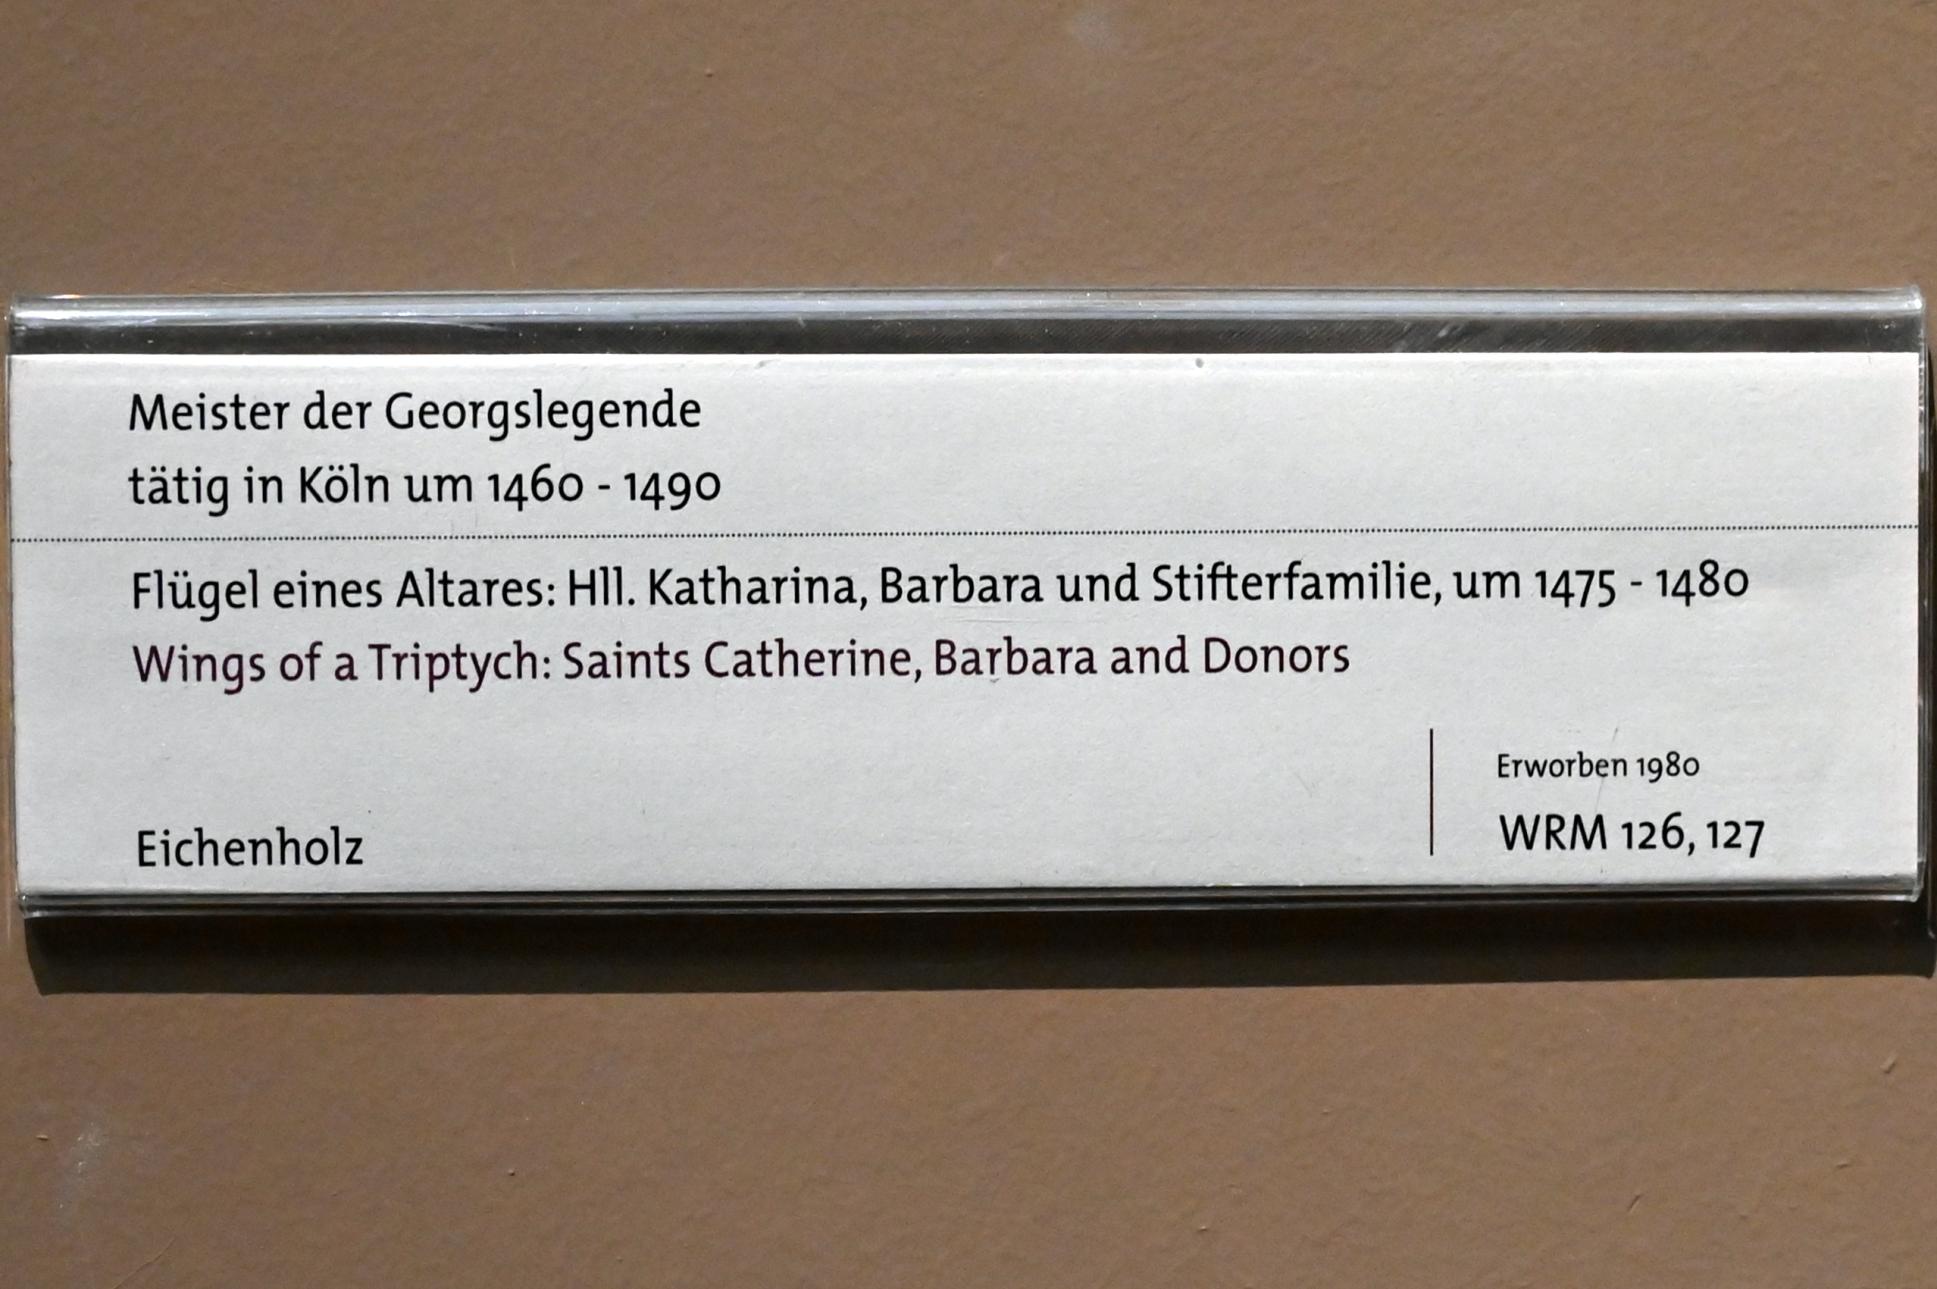 Meister der Georgslegende
tätig in Köln um 1460 - 1490
Flügel eines Altares: Hll. Katharina, Barbara und Stifterfamilie, um 1475 - 1480
Wings of a Triptych: Saints Catherine, Barbara and Donors
Erworben 1980
Eichenholz
WRM 126, 127